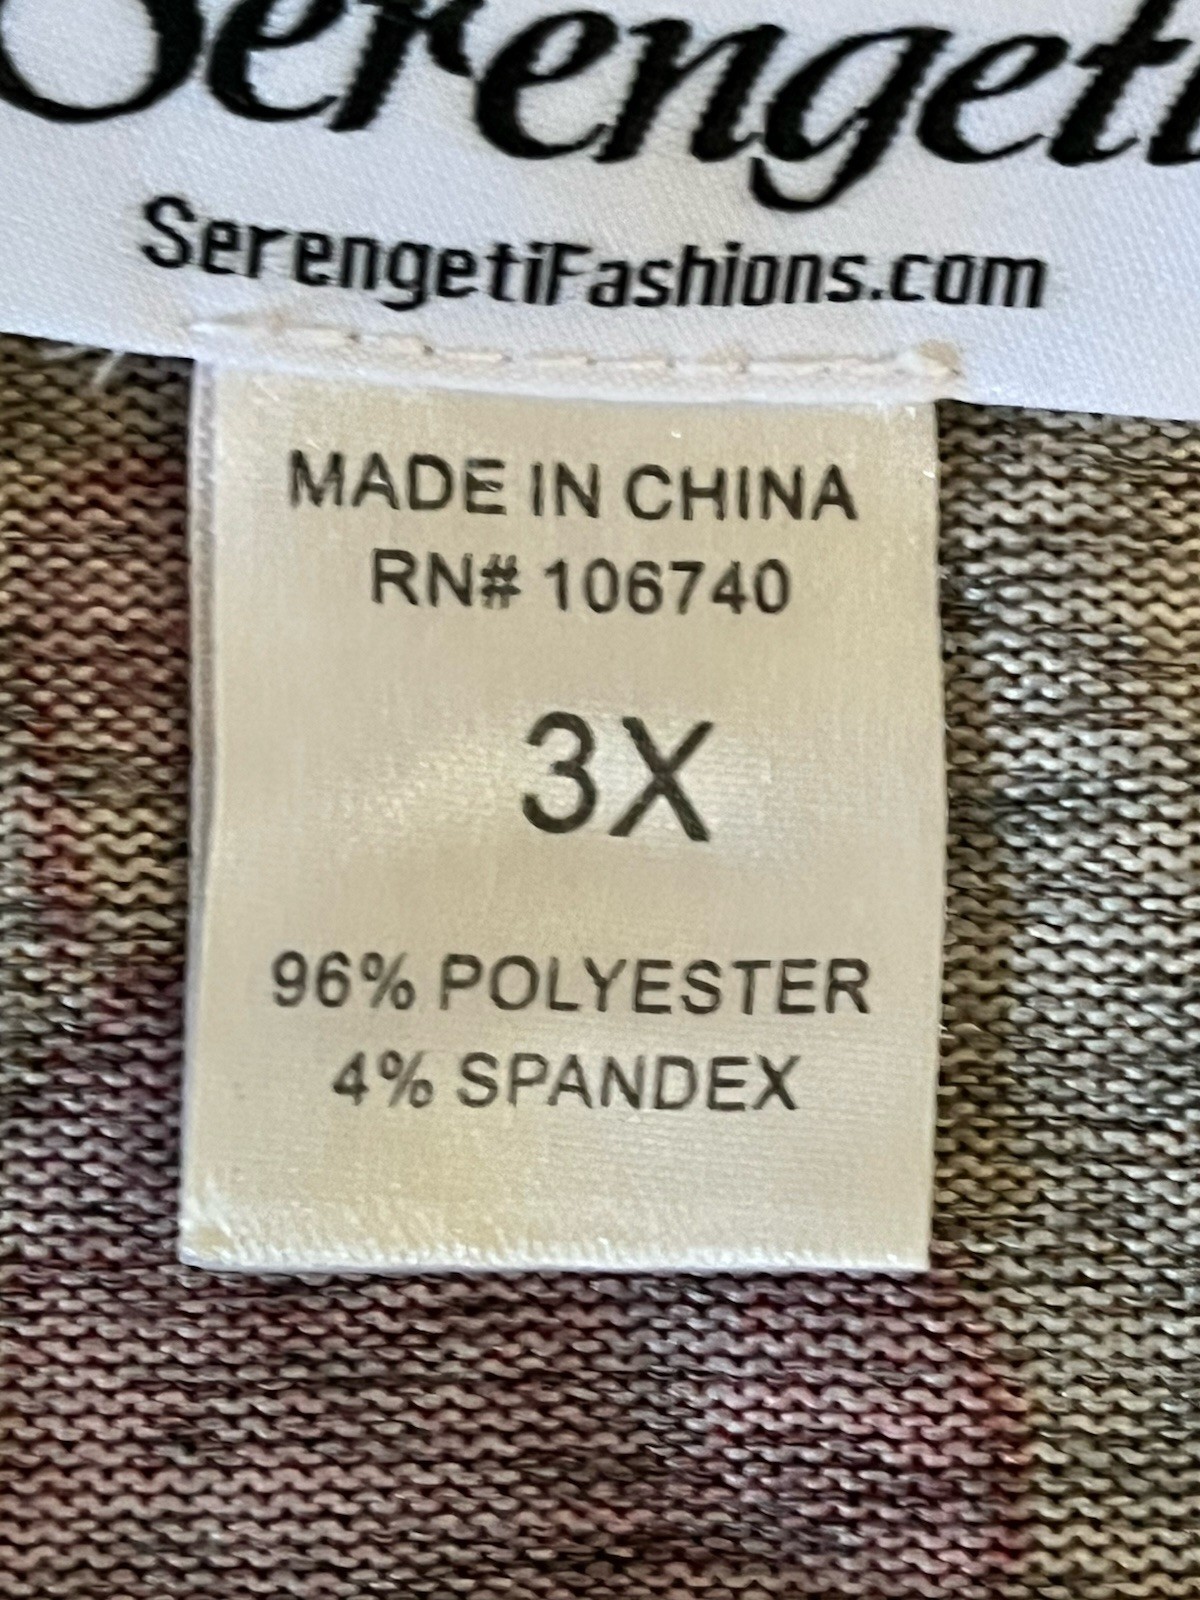 Serengeti
SerengetiFashions.com
MADE IN CHINA
RN# 106740
3X
96% POLYESTER
4% SPANDEX